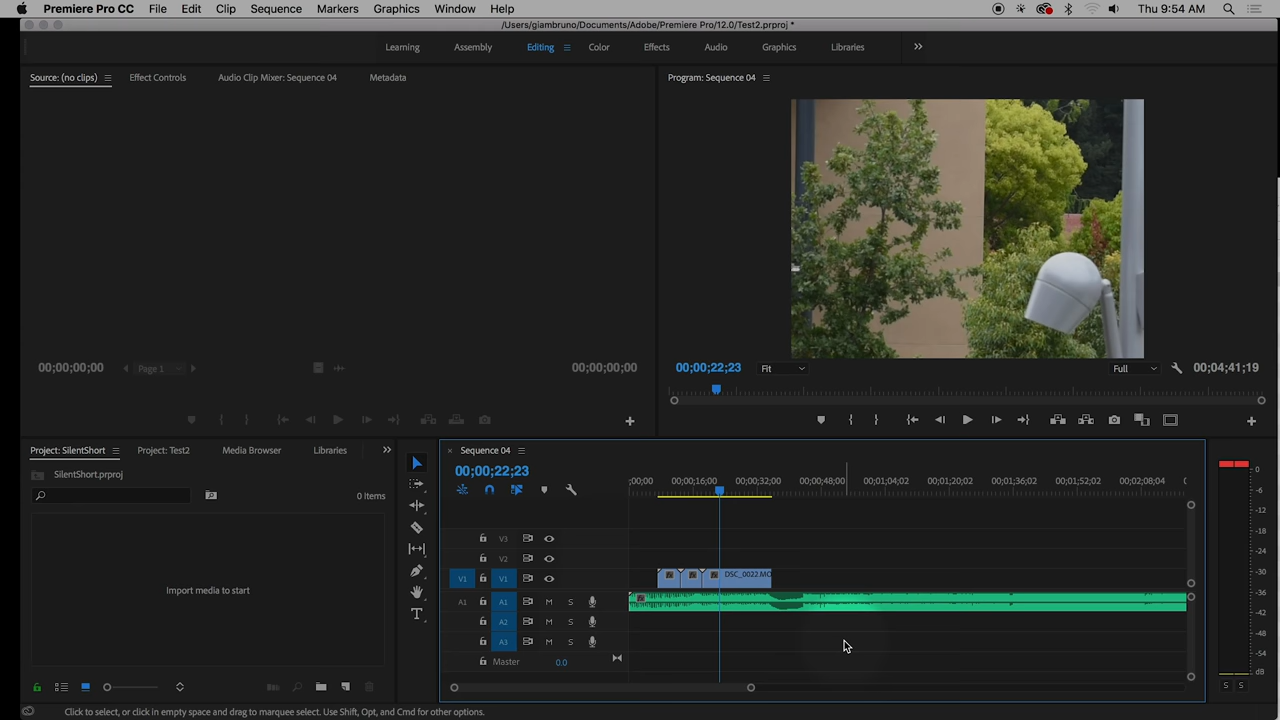 Premiere Pro CC File Edit Clip Sequence Markers Graphics Window Help Thu 9:54 AM
/Users/giambruno/Documents/Adobe/Premiere Pro/12.0/Test2.prproj *
Learning Assembly Editing Color Effects Audio Graphics Libraries
Source: (no clips) Effect Controls Audio Clip Mixer: Sequence 04 Metadata Program: Sequence 04
00;00;00;00 Page 1 00;00;00;00 00;00;22;23 Fit Full 00;04;41;19
Project: SilentShort Project: Test2 Media Browser Libraries Sequence 04
SilentShort.prproj 00;00;22;23
0 Items
;00;00 00;00;16;00 00;00;32;00 00;00;48;00 00;01;04;02 00;01;20;02 00;01;36;02 00;01;52;02 00;02;08;04
V3
V2
V1 V1 DSC_0022.MO
Import media to start
A1 A1 M S
A2 M S
A3 M S
Master 0.0
0
-6
-12
-18
-24
-30
-36
-42
-48
-54
dB
S S
Click to select, or click in empty space and drag to marquee select. Use Shift, Opt, and Cmd for other options.